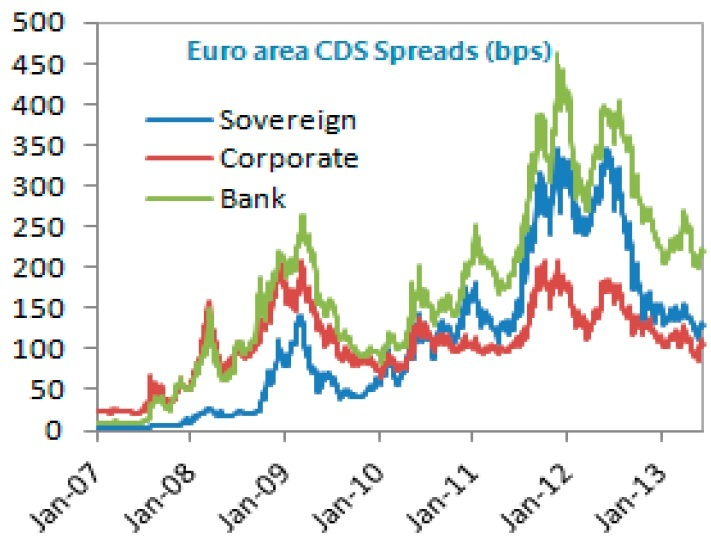 500
Euro area CDS Spreads (bps)
450
400
Sovereign
350
Corporate
300
Bank
250
200
150
100
50
0
Jan-07
Jan-08
Jan-09
Jan-10
Jan-11
Jan-12
Jan-13